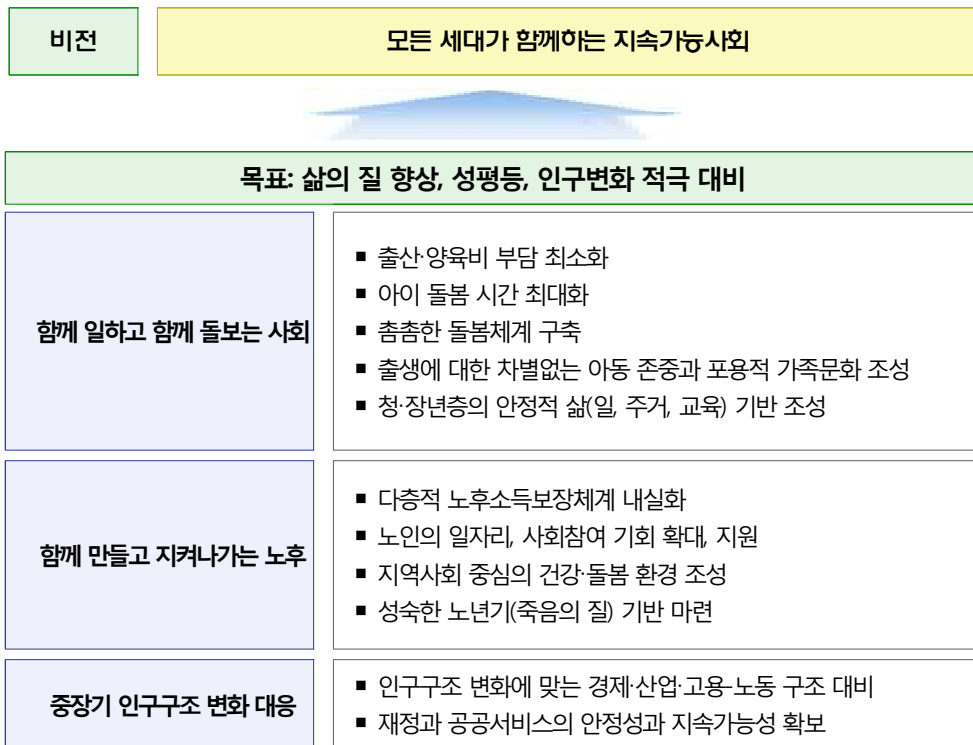 비전
모든 세대가 함께하는 지속가능사회
목표: 삶의 질 향상, 성평등, 인구변화 적극 대비
함께 일하고 함께 돌보는 사회
▪ 출산·양육비 부담 최소화
▪ 아이 돌봄 시간 최대화
▪ 촘촘한 돌봄체계 구축
▪ 출생에 대한 차별없는 아동 존중과 포용적 가족문화 조성
▪ 청·장년층의 안정적 삶(일, 주거, 교육) 기반 조성
함께 만들고 지켜나가는 노후
▪ 다층적 노후소득보장체계 내실화
▪ 노인의 일자리, 사회참여 기회 확대, 지원
▪ 지역사회 중심의 건강·돌봄 환경 조성
▪ 성숙한 노년기(죽음의 질) 기반 마련
중장기 인구구조 변화 대응
▪ 인구구조 변화에 맞는 경제·산업·고용-노동 구조 대비
▪ 재정과 공공서비스의 안정성과 지속가능성 확보